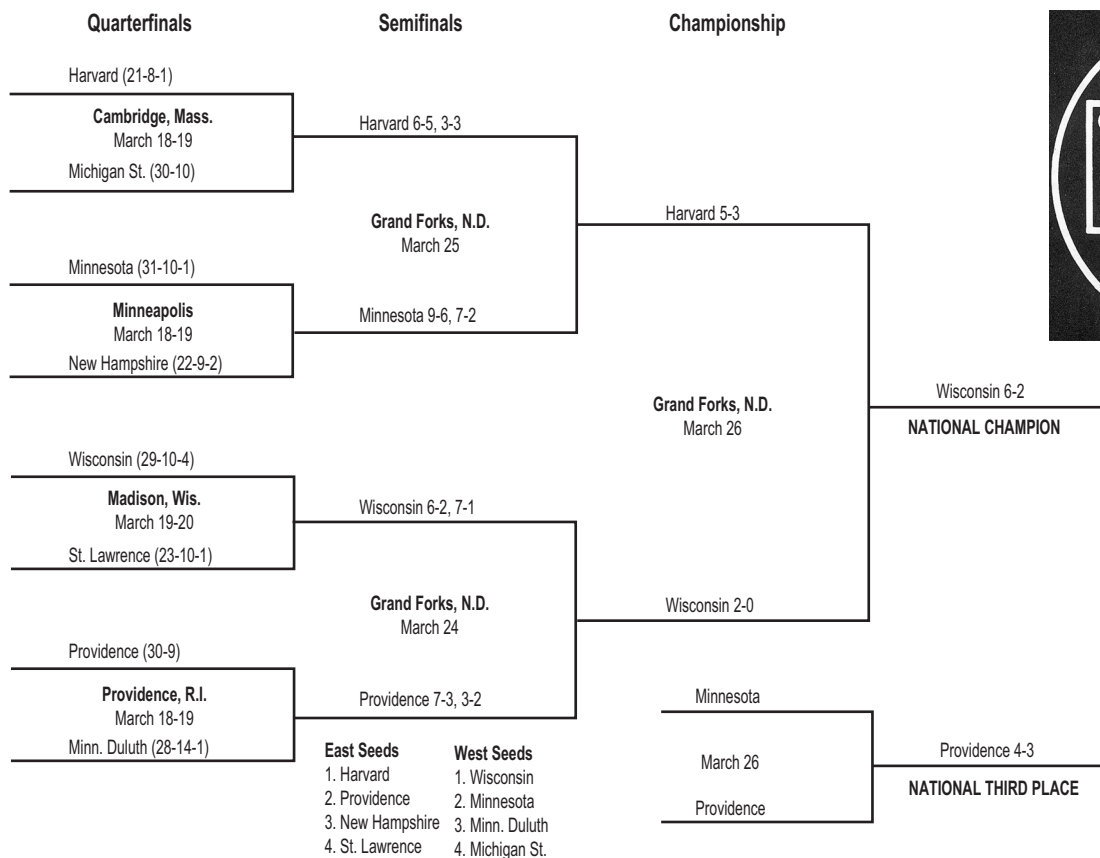 Quarterfinals
Semifinals
Championship
Harvard (21-8-1)
Cambridge, Mass.
March 18-19
Michigan St. (30-10)
Minnesota (31-10-1)
Minneapolis
March 18-19
New Hampshire (22-9-2)
Wisconsin (29-10-4)
Madison, Wis.
March 19-20
St. Lawrence (23-10-1)
Providence (30-9)
Providence, R.I.
March 18-19
Minn. Duluth (28-14-1)
Harvard 6-5, 3-3
Grand Forks, N.D.
March 25
Minnesota 9-6, 7-2
Wisconsin 6-2, 7-1
Grand Forks, N.D.
March 24
Providence 7-3, 3-2
East Seeds
1. Harvard
2. Providence
3. New Hampshire
4. St. Lawrence
West Seeds
1. Wisconsin
2. Minnesota
3. Minn. Duluth
4. Michigan St.
Harvard 5-3
Grand Forks, N.D.
March 26
Wisconsin 2-0
Wisconsin 6-2
NATIONAL CHAMPION
Minnesota
March 26
Providence
Providence 4-3
NATIONAL THIRD PLACE